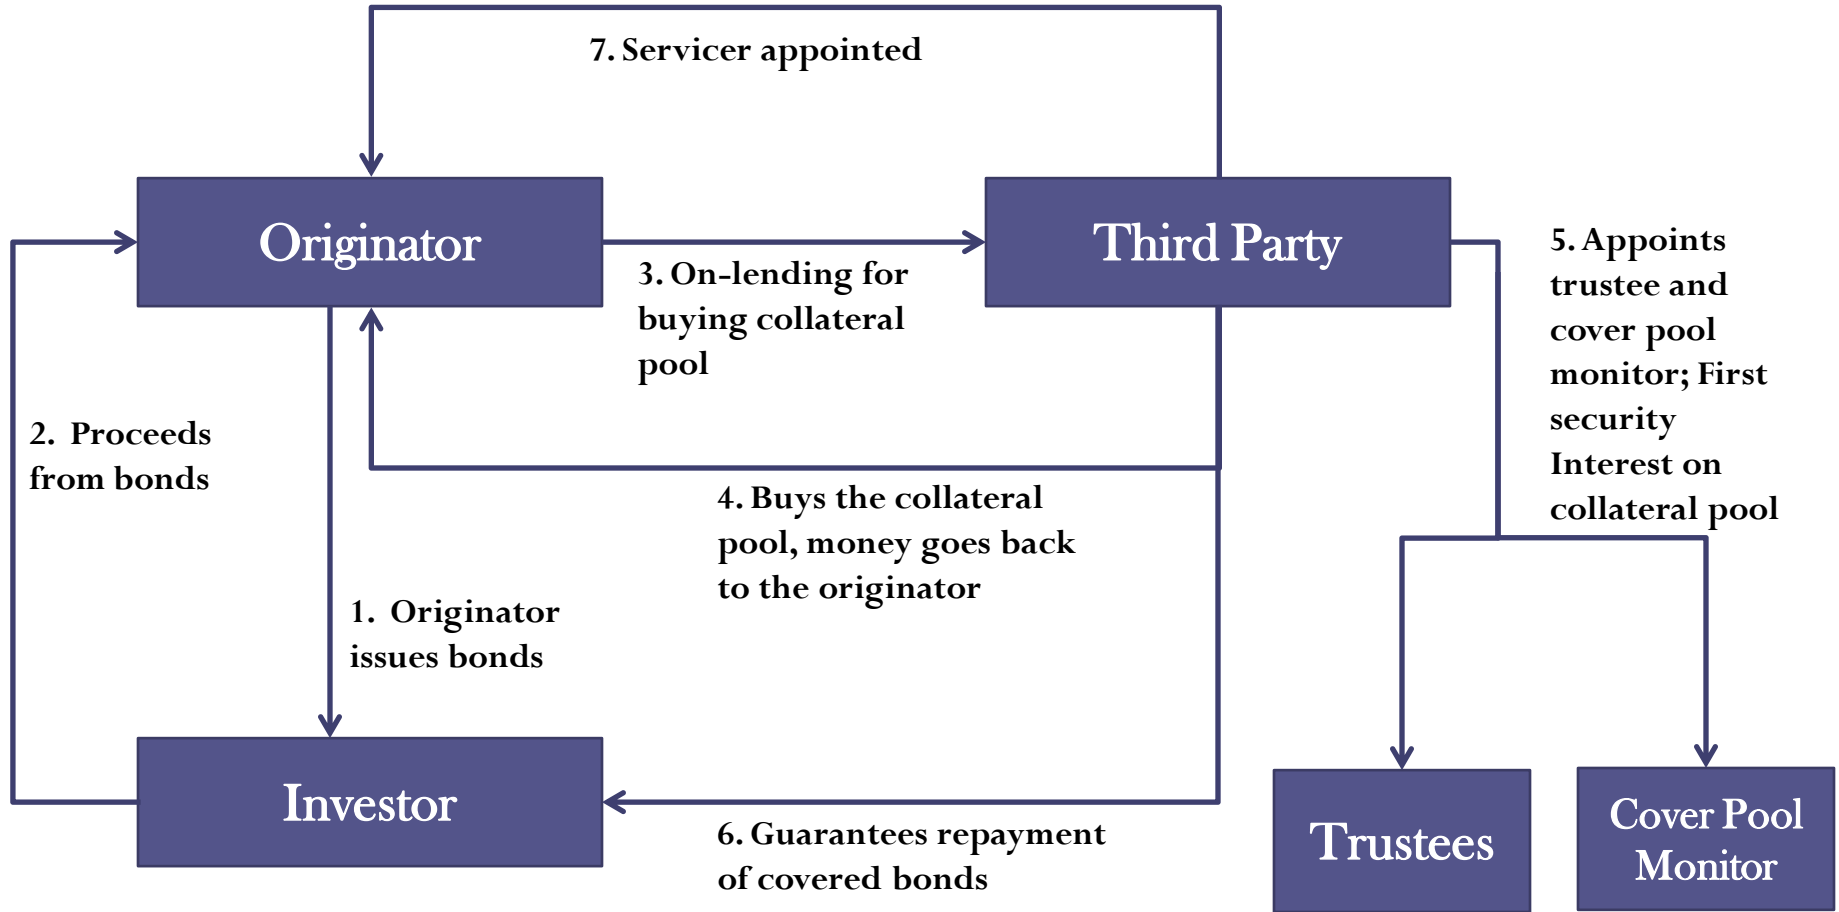 7. Servicer appointed
Originator
Third Party
3. On-lending for
buying collateral
pool
5. Appoints
trustee and
cover pool
monitor; First
security
Interest on
collateral pool
2. Proceeds
from bonds
4. Buys the collateral
pool, money goes back
to the originator
1. Originator
issues bonds
Investor
6. Guarantees repayment
of covered bonds
Trustees
Cover Pool
Monitor